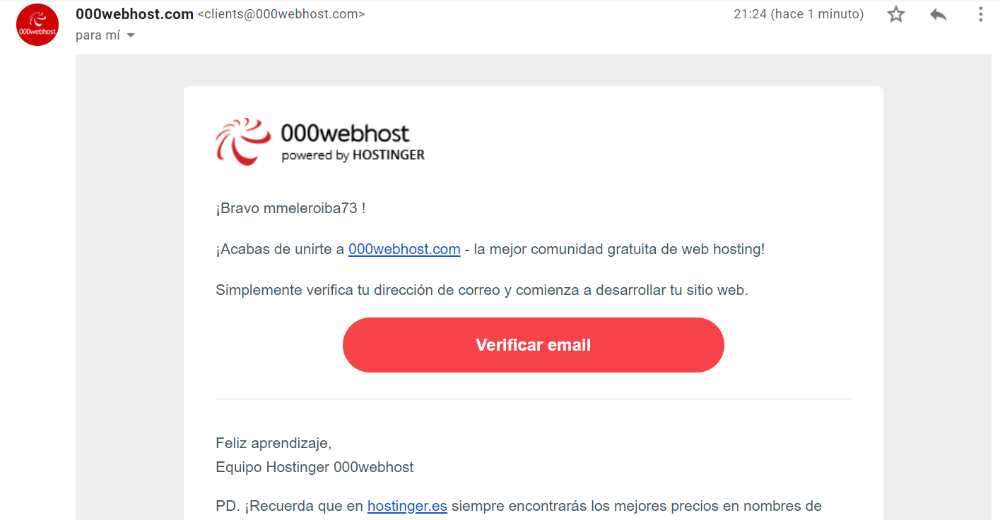 000webhost.com <clients@000webhost.com> 21:24 (hace 1 minuto)
000webhost
para mí
000webhost
powered by HOSTINGER
¡Bravo mmeleroiba73 !
¡Acabas de unirte a 000webhost.com - la mejor comunidad gratuita de web hosting!
Simplemente verifica tu dirección de correo y comienza a desarrollar tu sitio web.
Verificar email
Feliz aprendizaje,
Equipo Hostinger 000webhost
PD. ¡Recuerda que en hostinger.es siempre encontrarás los mejores precios en nombres de